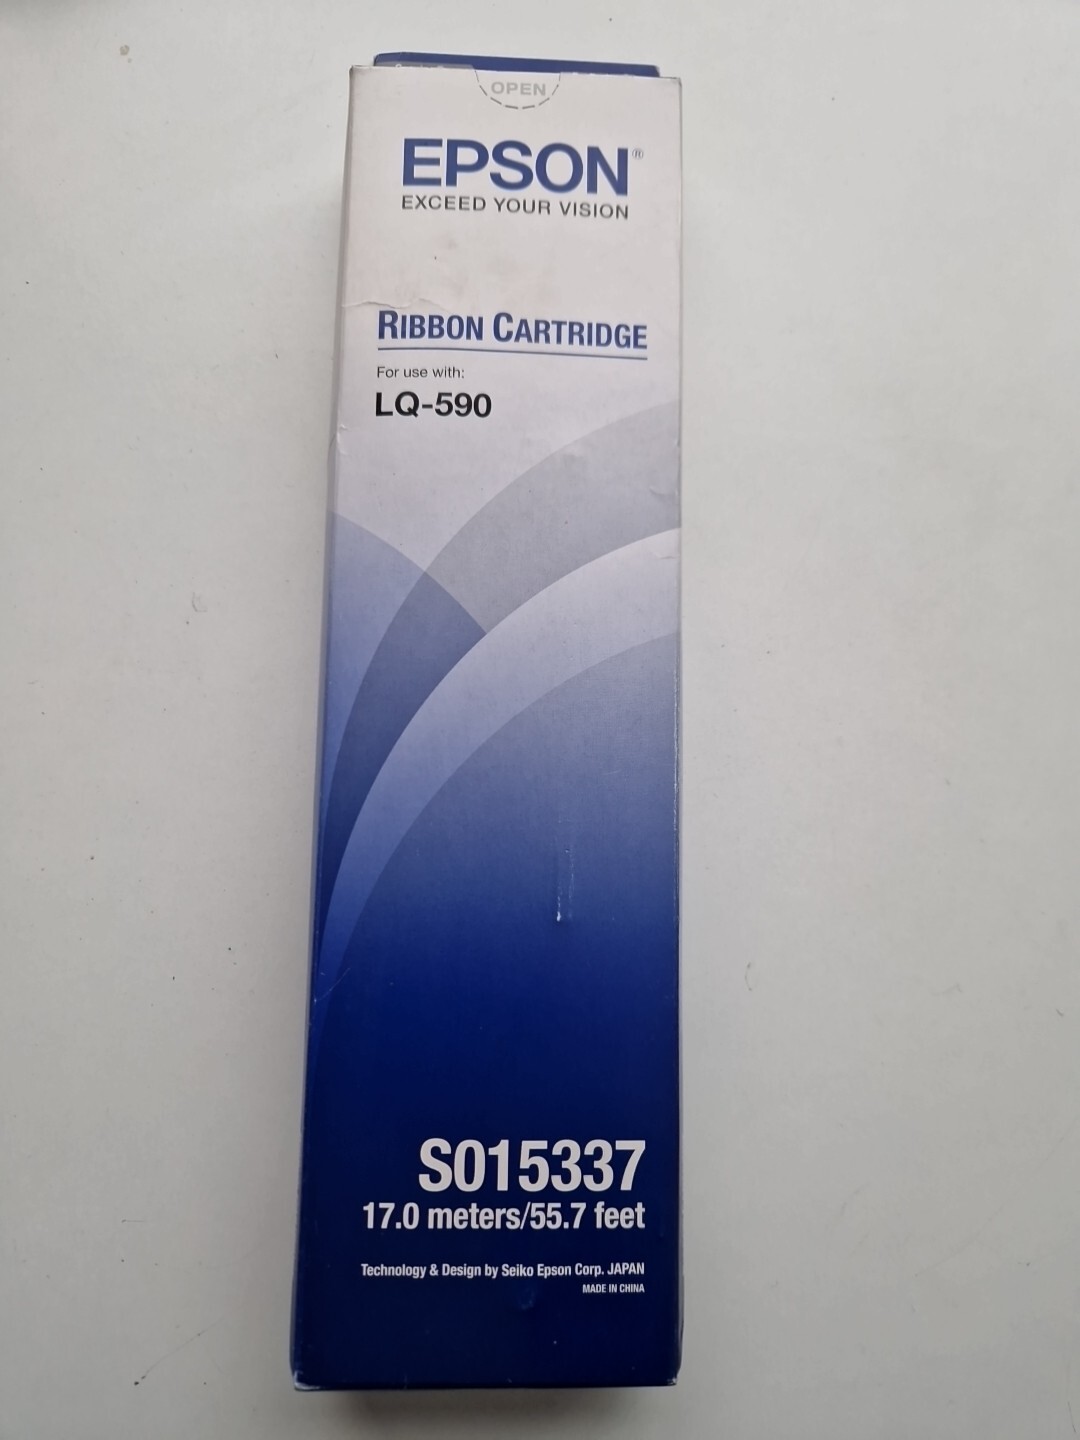 OPEN
EPSON®
EXCEED YOUR VISION
RIBBON CARTRIDGE
For use with:
LQ-590
S015337
17.0 meters/55.7 feet
Technology & Design by Seiko Epson Corp. JAPAN
MADE IN CHINA